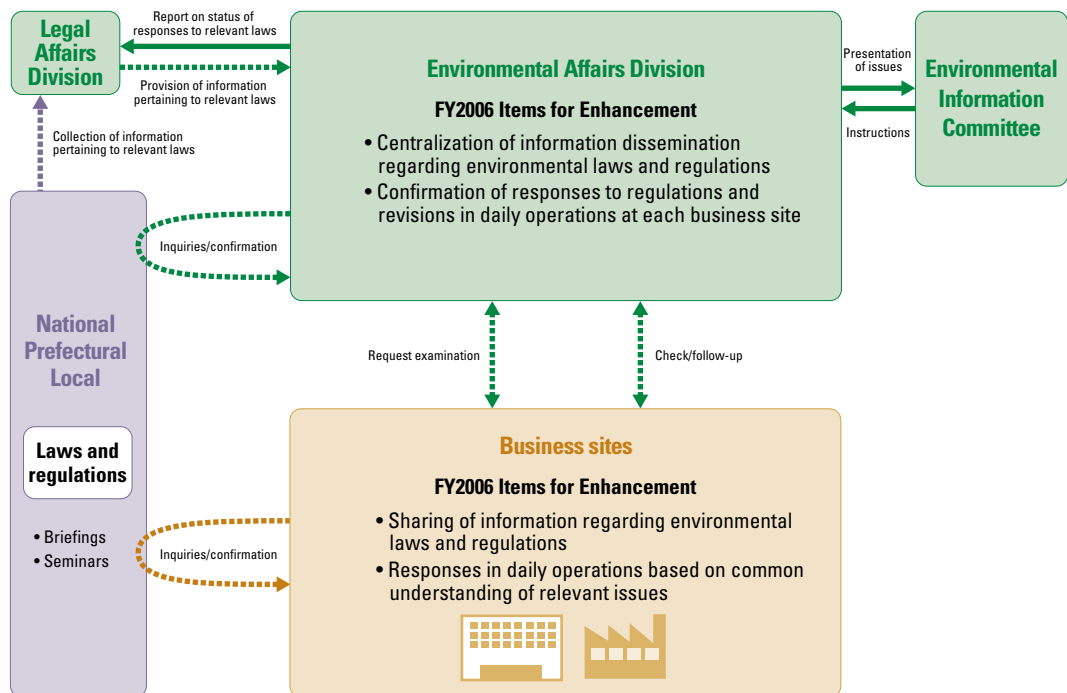 Legal
Affairs
Division
Report on status of
responses to relevant laws
Provision of information
pertaining to relevant laws
Collection of information
pertaining to relevant laws
Environmental Affairs Division
FY2006 Items for Enhancement
• Centralization of information dissemination
regarding environmental laws and regulations
• Confirmation of responses to regulations and
revisions in daily operations at each business site
Presentation
of issues
Instructions
Environmental
Information
Committee
Inquiries/confirmation
National
Prefectural
Local
Laws and
regulations
• Briefings
• Seminars
Request examination
Check/follow-up
Inquiries/confirmation
Business sites
FY2006 Items for Enhancement
• Sharing of information regarding environmental
laws and regulations
• Responses in daily operations based on common
understanding of relevant issues